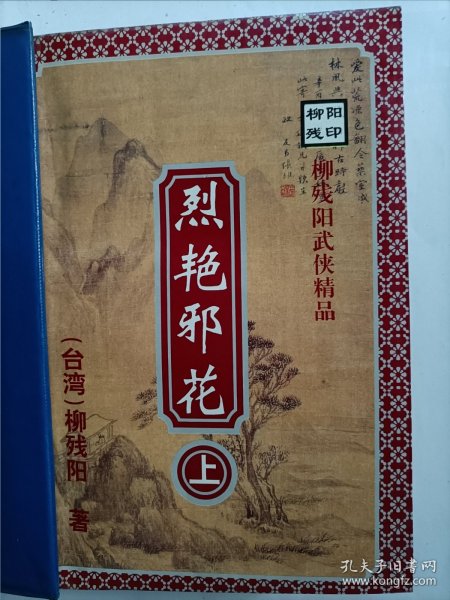 柳残阳印
柳残阳武侠精品
烈艳邪花
上
(台湾)柳残阳 著
孔夫子旧书网
www.kongfz.com